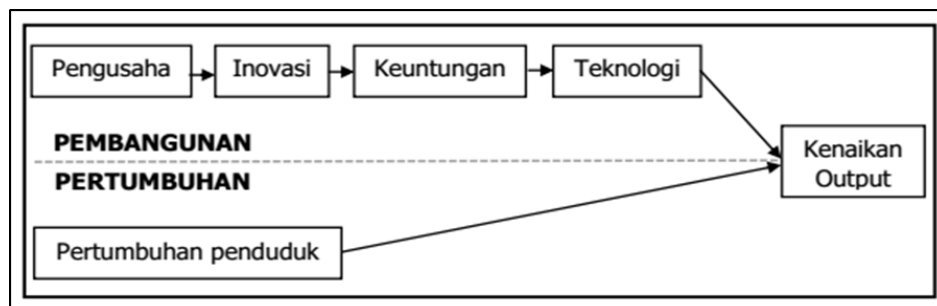 Pengusaha
Inovasi
Keuntungan
Teknologi
PEMBANGUNAN
PERTUMBUHAN
Kenaikan
Output
Pertumbuhan penduduk